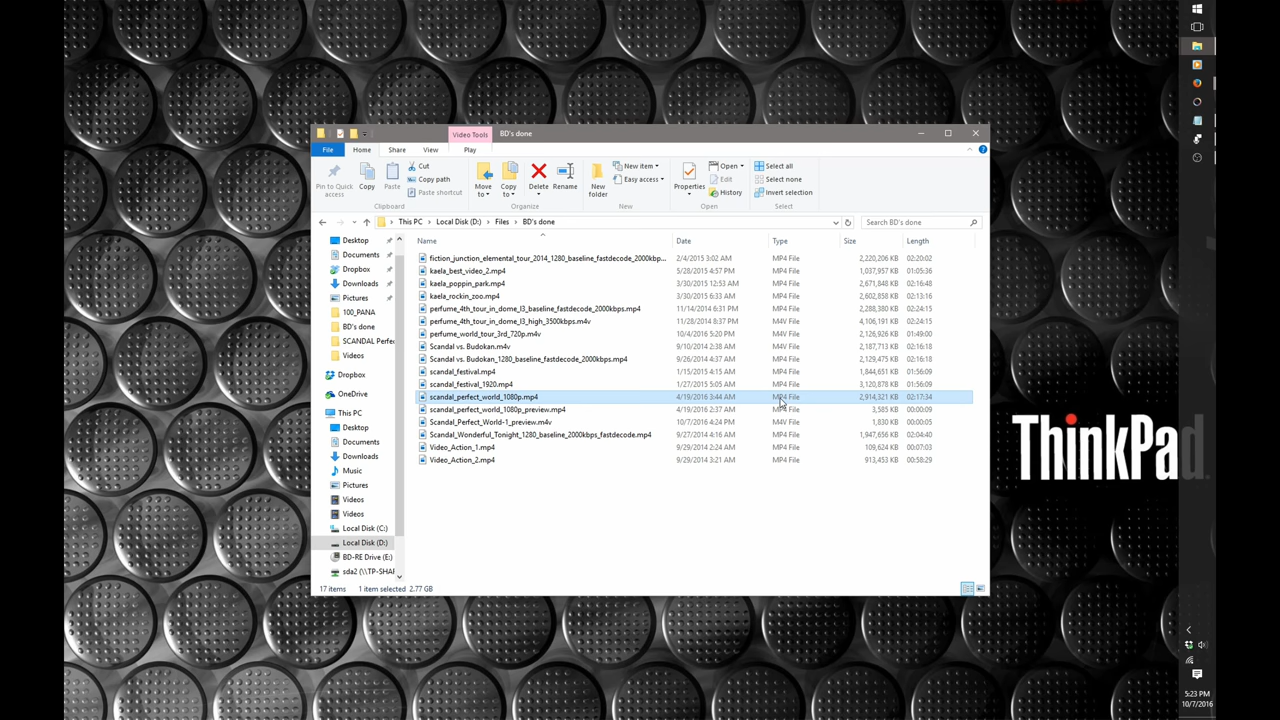 Video Tools BD's done
File Home Share View Play
Pin to Quick access
Copy
Paste
Cut
Copy path
Paste shortcut
Clipboard
Move to
Copy to
Delete
Rename
Organize
New folder
New item
Easy access
New
Properties
Open
Edit
History
Open
Select all
Select none
Invert selection
Select
This PC > Local Disk (D:) > Files > BD's done
Search BD's done
Desktop
Documents
Dropbox
Downloads
Pictures
100_PANA
BD's done
SCANDAL Perfec
Videos
Dropbox
OneDrive
This PC
Desktop
Documents
Downloads
Music
Pictures
Videos
Videos
Local Disk (C:)
Local Disk (D:)
BD-RE Drive (E:)
sda2 (\\TP-SHAR
Name Date Type Size Length
fiction_junction_elemental_tour_2014_1280_baseline_fastdecode_2000kbp... 2/4/2015 3:02 AM MP4 File 2,220,206 KB 02:20:02
kaela_best_video_2.mp4 5/28/2015 4:57 PM MP4 File 1,037,957 KB 01:05:36
kaela_poppin_park.mp4 3/30/2015 12:53 AM MP4 File 2,671,848 KB 02:16:48
kaela_rockin_zoo.mp4 3/30/2015 6:33 AM MP4 File 2,602,858 KB 02:13:16
perfume_4th_tour_in_dome_l3_baseline_fastdecode_2000kbps.mp4 11/14/2014 6:31 PM MP4 File 2,288,380 KB 02:24:15
perfume_4th_tour_in_dome_l3_high_3500kbps.m4v 11/28/2014 8:37 PM M4V File 4,106,191 KB 02:24:15
perfume_world_tour_3rd_720p.m4v 10/4/2016 5:20 PM M4V File 2,126,926 KB 01:49:00
Scandal vs. Budokan.m4v 9/10/2014 2:38 AM M4V File 2,187,713 KB 02:16:18
Scandal vs. Budokan_1280_baseline_fastdecode_2000kbps.mp4 9/26/2014 4:37 AM MP4 File 2,129,475 KB 02:16:18
scandal_festival.mp4 1/15/2015 4:15 AM MP4 File 1,844,651 KB 01:56:09
scandal_festival_1920.mp4 1/27/2015 5:05 AM MP4 File 3,120,878 KB 01:56:09
scandal_perfect_world_1080p.mp4 4/19/2016 3:44 AM MP4 File 2,914,321 KB 02:17:34
scandal_perfect_world_1080p_preview.mp4 4/19/2016 2:37 AM MP4 File 3,585 KB 00:00:09
Scandal_Perfect_World-1_preview.m4v 10/7/2016 4:24 PM M4V File 1,830 KB 00:00:05
Scandal_Wonderful_Tonight_1280_baseline_2000kbps_fastdecode.mp4 9/27/2014 4:16 AM MP4 File 1,947,656 KB 02:04:40
Video_Action_1.mp4 9/29/2014 2:24 AM MP4 File 109,624 KB 00:07:03
Video_Action_2.mp4 9/29/2014 3:21 AM MP4 File 913,453 KB 00:58:29
17 items 1 item selected 2.77 GB
ThinkPad
5:23 PM
10/7/2016